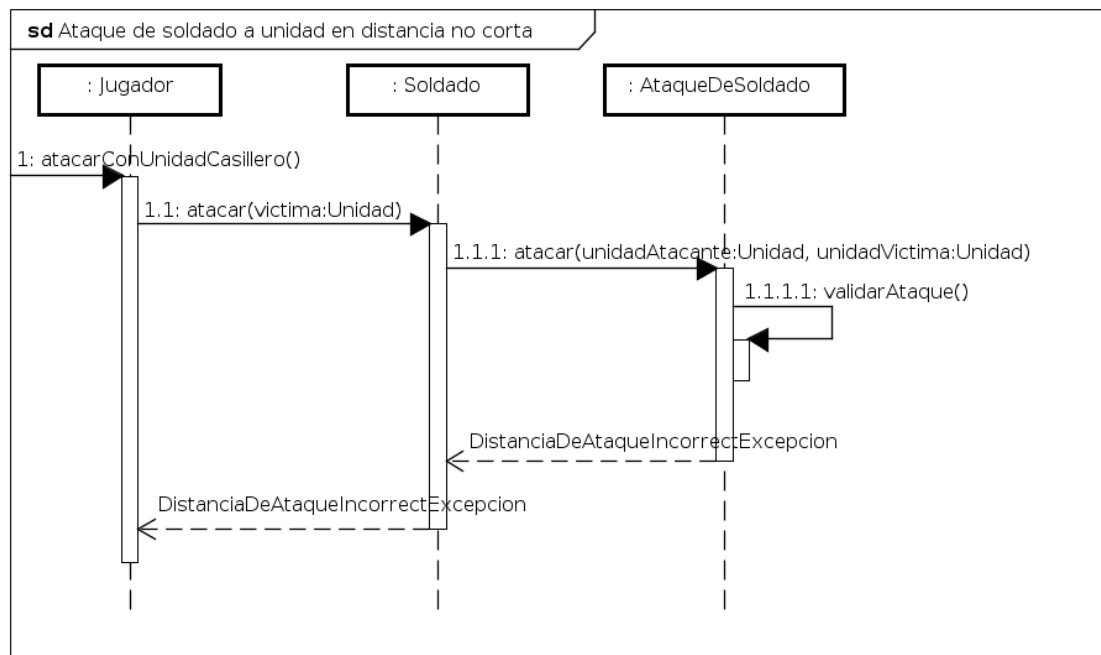 sd Ataque de soldado a unidad en distancia no corta
: Jugador
: Soldado
: AtaqueDeSoldado
1: atacarConUnidadCasillero()
1.1: atacar(victima:Unidad)
1.1.1: atacar(unidadAtacante:Unidad, unidadVictima:Unidad)
1.1.1.1: validarAtaque()
DistanciaDeAtaqueIncorrectExcepcion
DistanciaDeAtaqueIncorrectExcepcion